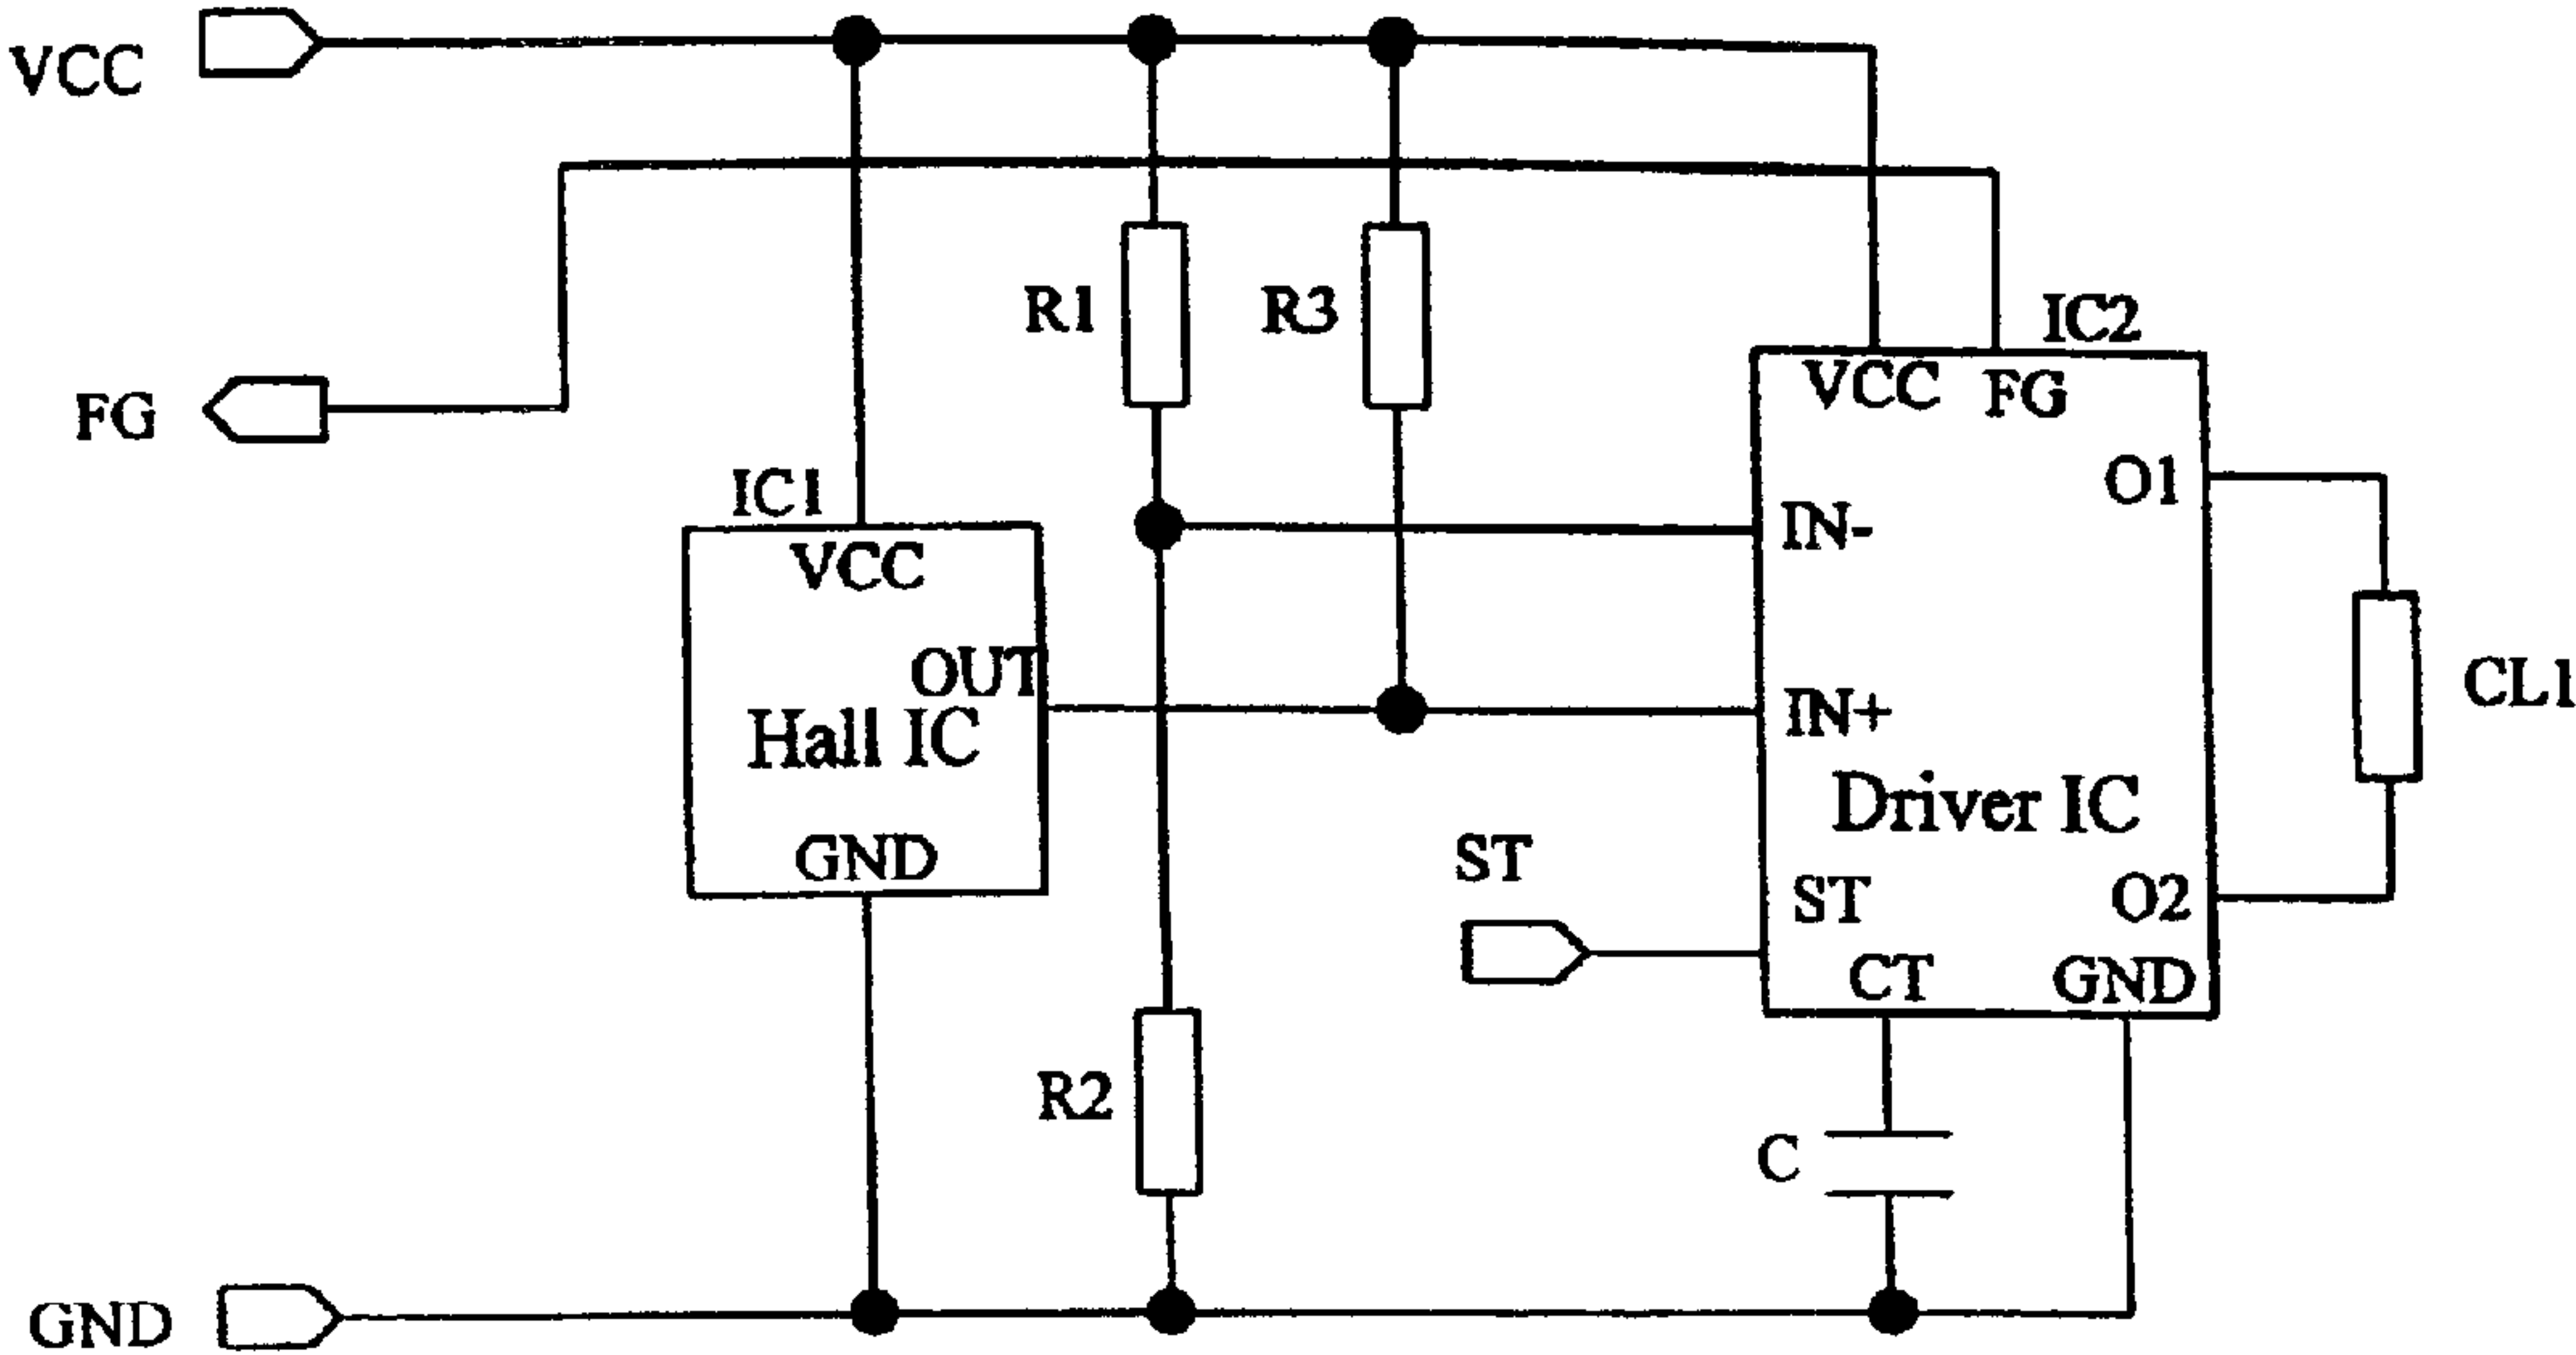 VCC
FG
GND
IC1
VCC
OUT
Hall IC
GND
R1
R3
R2
IC2
VCC FG
O1
IN-
IN+
Driver IC
ST
ST
O2
CT
GND
C
CL1